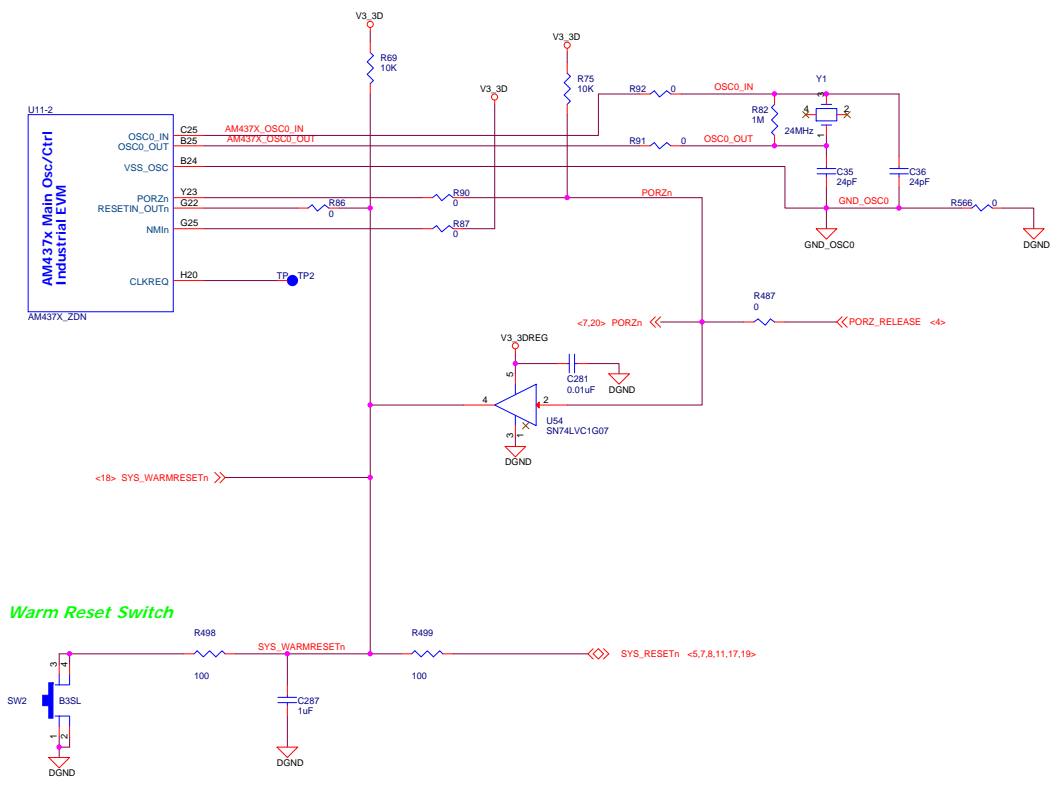 V3_3D
R69
10K
V3_3D
R75
10K
V3_3D
R92 0
OSC0_IN
Y1
3
4
2
1
R82
1M
24MHz
U11-2
AM437x Main Osc/Ctrl
Industrial EVM
OSC0_IN
C25
AM437X_OSC0_IN
OSC0_OUT
B25
AM437X_OSC0_OUT
R91 0
OSC0_OUT
VSS_OSC
B24
C35
24pF
C36
24pF
PORZn
Y23
R90
0
PORZn
RESETIN_OUTn
G22
R86
0
GND_OSC0
R566 0
NMIn
G25
R87
0
GND_OSC0
DGND
CLKREQ
H20
TP TP2
AM437X_ZDN
R487
0
<7,20> PORZn
PORZ_RELEASE <4>
V3_3DREG
5
C281
0.01uF
DGND
4
2
U54
SN74LVC1G07
3
1
DGND
<18> SYS_WARMRESETn
Warm Reset Switch
R498
100
SYS_WARMRESETn
R499
100
SYS_RESETn <5,7,8,11,17,19>
3
4
SW2
B3SL
C287
1uF
1
2
DGND
DGND